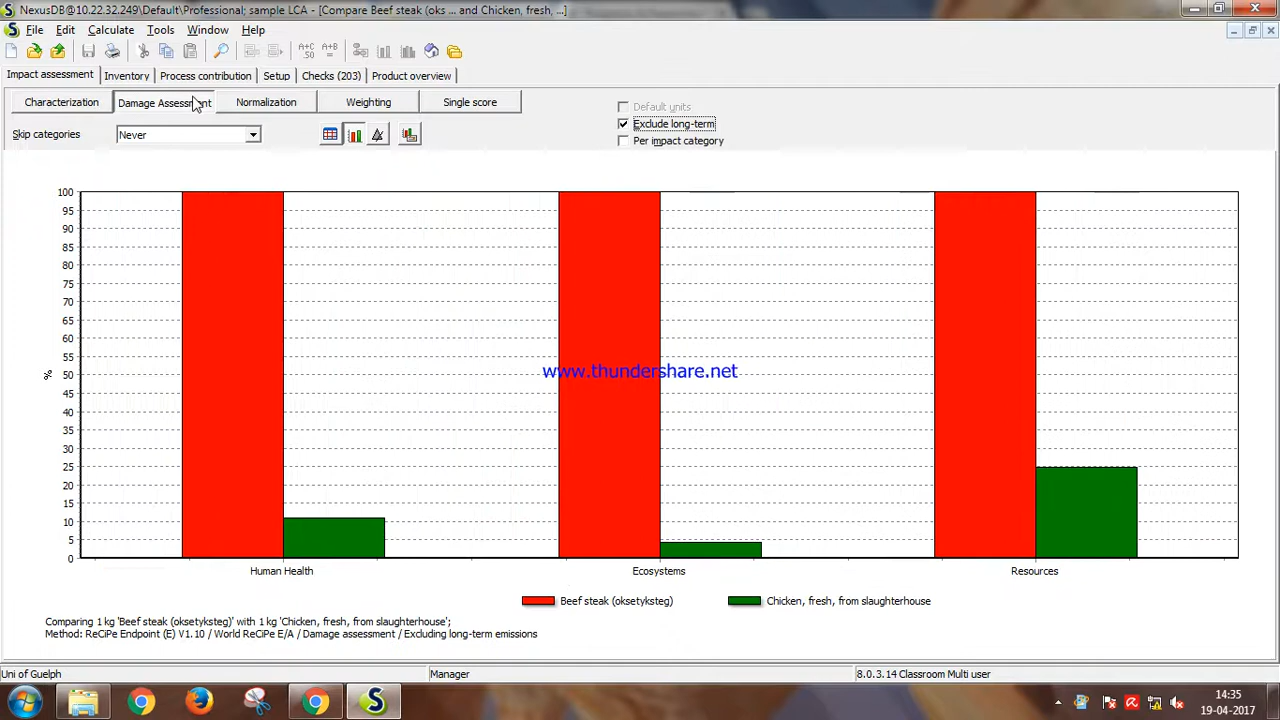 NexusDB@10.22.32.249\Default\Professional; sample LCA - [Compare Beef steak (oks ... and Chicken, fresh, from ...]
File Edit Calculate Tools Window Help
A+C 50 A+B =
Impact assessment Inventory Process contribution Setup Checks (203) Product overview
Characterization Damage Assessment Normalization Weighting Single score
Default units
Skip categories Never
Exclude long-term
Per impact category
100
95
90
85
80
75
70
65
60
55
50
45
40
35
30
25
20
15
10
5
0
%
www.thundershare.net
Human Health Ecosystems Resources
Beef steak (oksetyksteg) Chicken, fresh, from slaughterhouse
Comparing 1 kg 'Beef steak (oksetyksteg)' with 1 kg 'Chicken, fresh, from slaughterhouse';
Method: ReCiPe Endpoint (E) V1.10 / World ReCiPe E/A / Damage assessment / Excluding long-term emissions
Uni of Guelph Manager 8.0.3.14 Classroom Multi user
14:35
19-04-2017